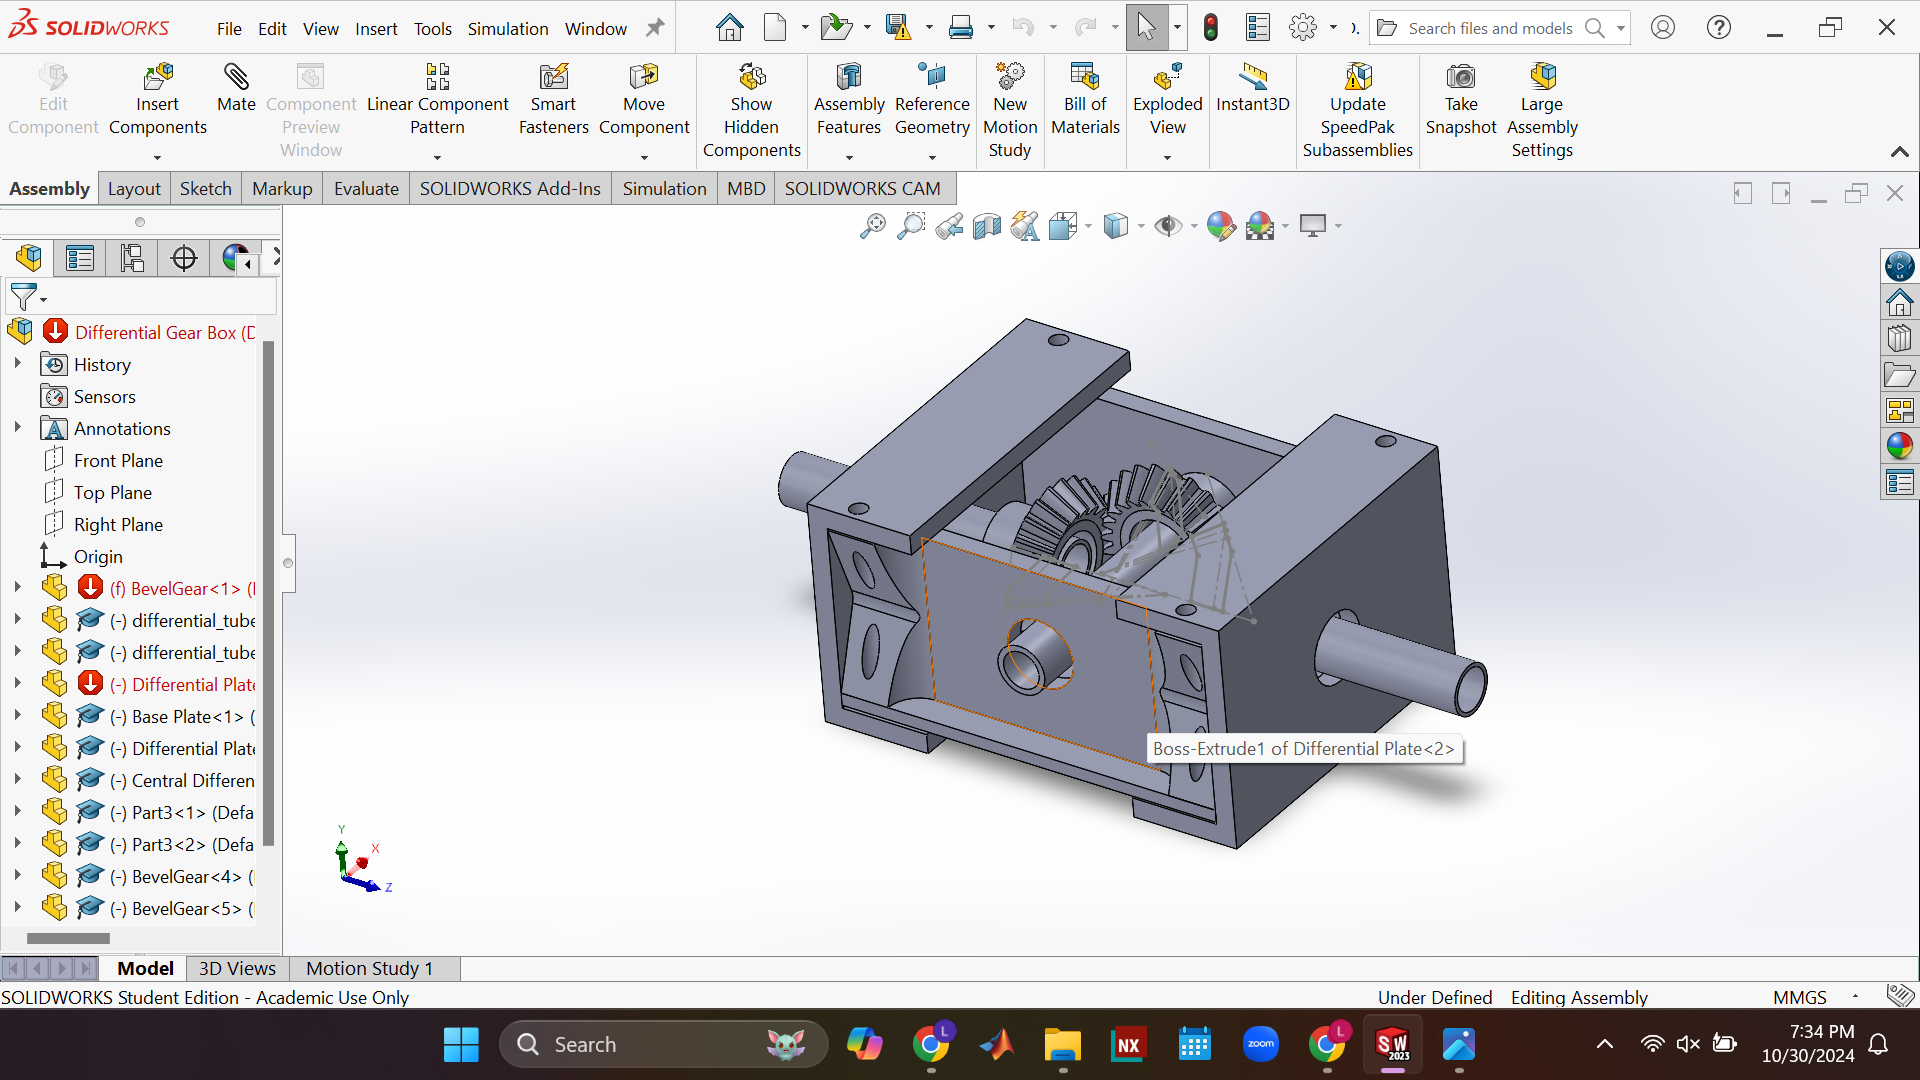 SOLIDWORKS File Edit View Insert Tools Simulation Window Search files and models
Edit Component
Insert Components
Mate
Component Preview Window
Linear Component Pattern
Smart Fasteners
Move Component
Show Hidden Components
Assembly Features
Reference Geometry
New Motion Study
Bill of Materials
Exploded View
Instant3D
Update SpeedPak Subassemblies
Take Snapshot
Large Assembly Settings
Assembly Layout Sketch Markup Evaluate SOLIDWORKS Add-Ins Simulation MBD SOLIDWORKS CAM
Differential Gear Box (D
History
Sensors
Annotations
Front Plane
Top Plane
Right Plane
Origin
(f) BevelGear<1> (
(-) differential_tube
(-) differential_tube
(-) Differential Plate
(-) Base Plate<1> (
(-) Differential Plate
(-) Central Differen
(-) Part3<1> (Defa
(-) Part3<2> (Defa
(-) BevelGear<4> (
(-) BevelGear<5> (
Boss-Extrude1 of Differential Plate<2>
Y
X
Z
Model 3D Views Motion Study 1
SOLIDWORKS Student Edition - Academic Use Only Under Defined Editing Assembly MMGS
Search L NX zoom L SW 2023
7:34 PM
10/30/2024